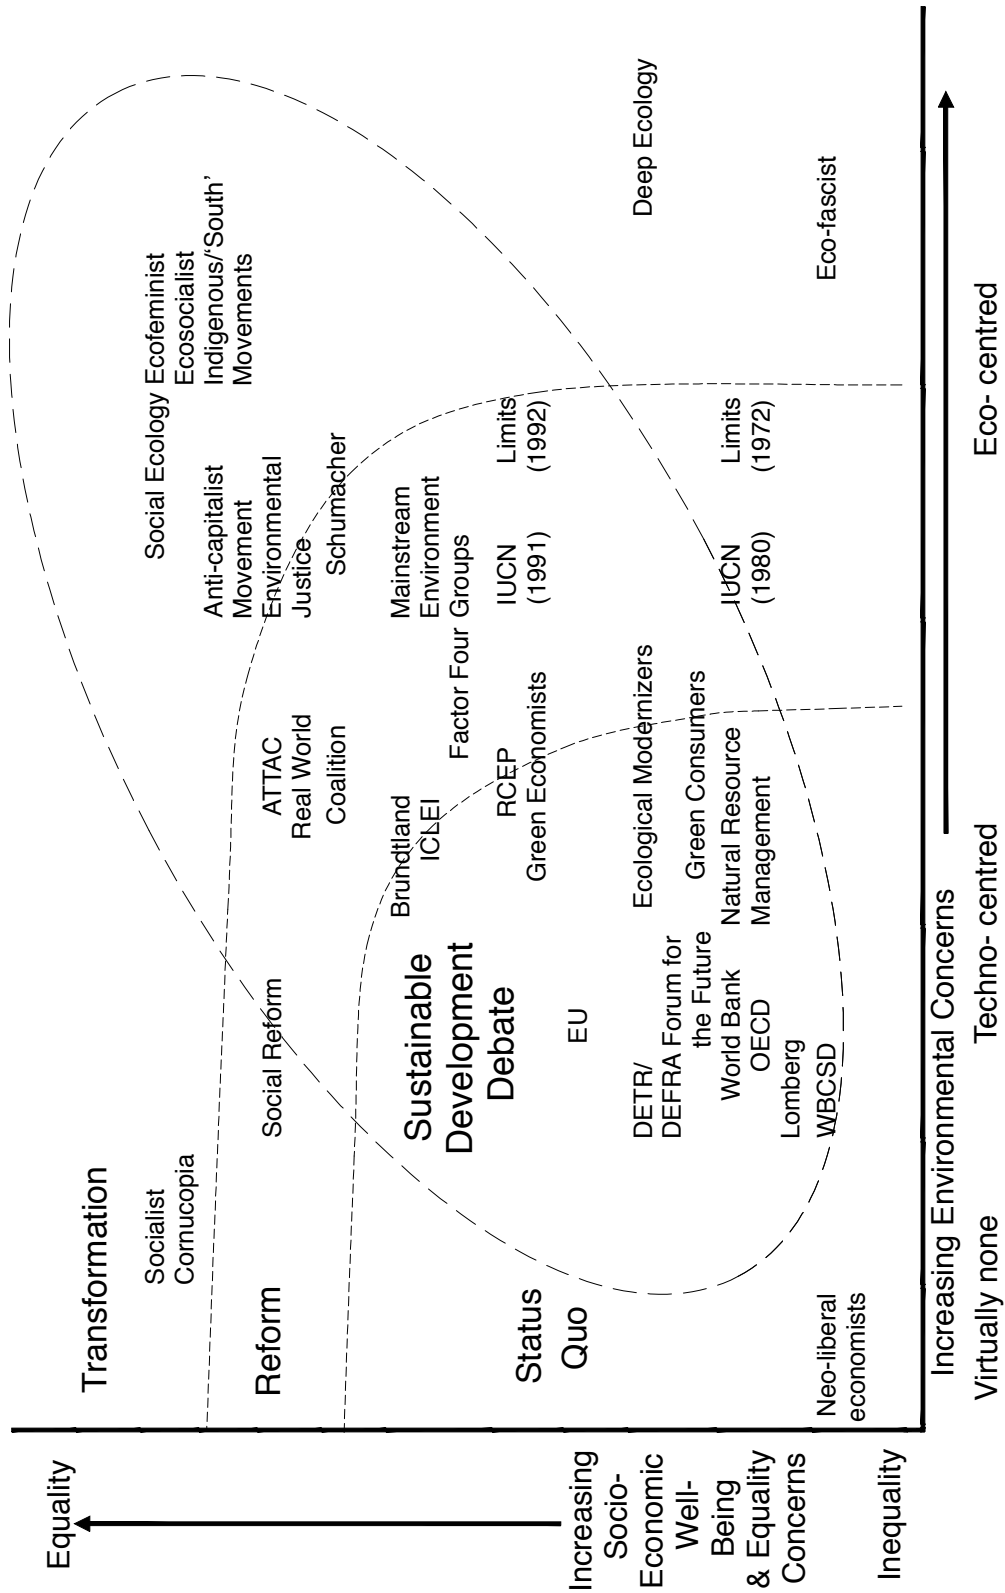 Equality
Increasing
Socio-
Economic
Well-
Being
& Equality
Concerns
Inequality
Transformation
Socialist
Cornucopia
Reform
Social Reform
Status
Quo
Sustainable
Development
Debate
Social Ecology Ecofeminist
Ecosocialist
Indigenous/‘South’
Movements
Anti-capitalist
Movement
Environmental
Justice
Schumacher
ATTAC
Real World
Coalition
Mainstream
Environment
Groups
Factor Four
Brundtland
ICLEI
RCEP
Green Economists
IUCN
(1991)
Limits
(1992)
EU
Ecological Modernizers
Green Consumers
Natural Resource
Management
DETR/
DEFRA Forum for
the Future
World Bank
OECD
Lomberg
WBCSD
IUCN
(1980)
Limits
(1972)
Deep Ecology
Eco-fascist
Neo-liberal
economists
Increasing Environmental Concerns
Virtually none
Techno- centred
Eco- centred